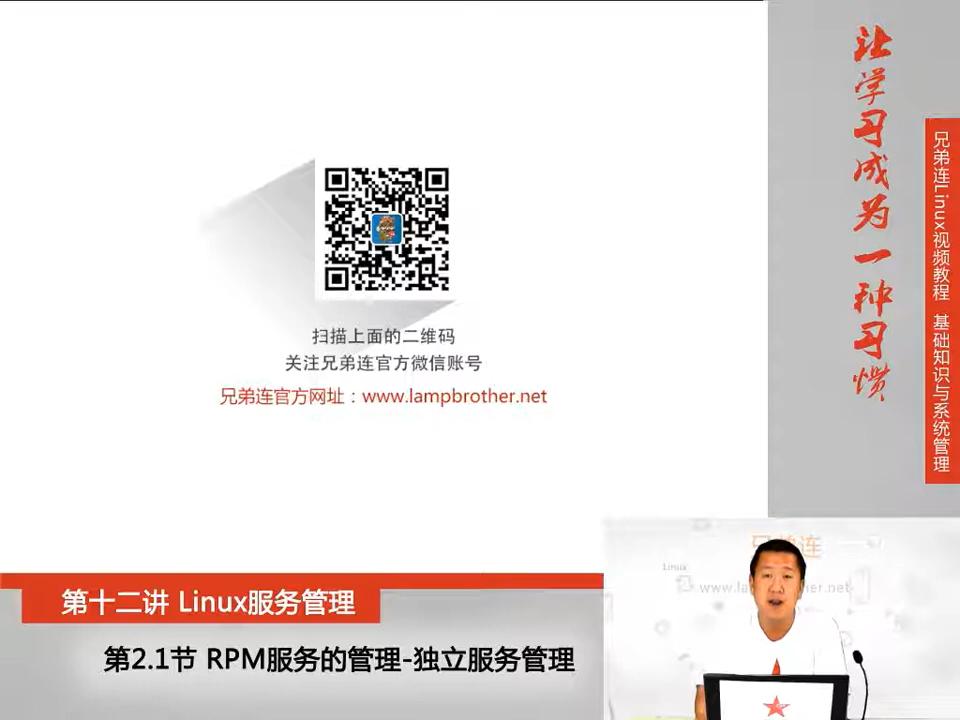 让学习成为一种习惯
兄弟连Linux视频教程 基础知识与系统管理
扫描上面的二维码
关注兄弟连官方微信账号
兄弟连官方网址：www.lampbrother.net
第十二讲 Linux服务管理
第2.1节 RPM服务的管理-独立服务管理
Linux